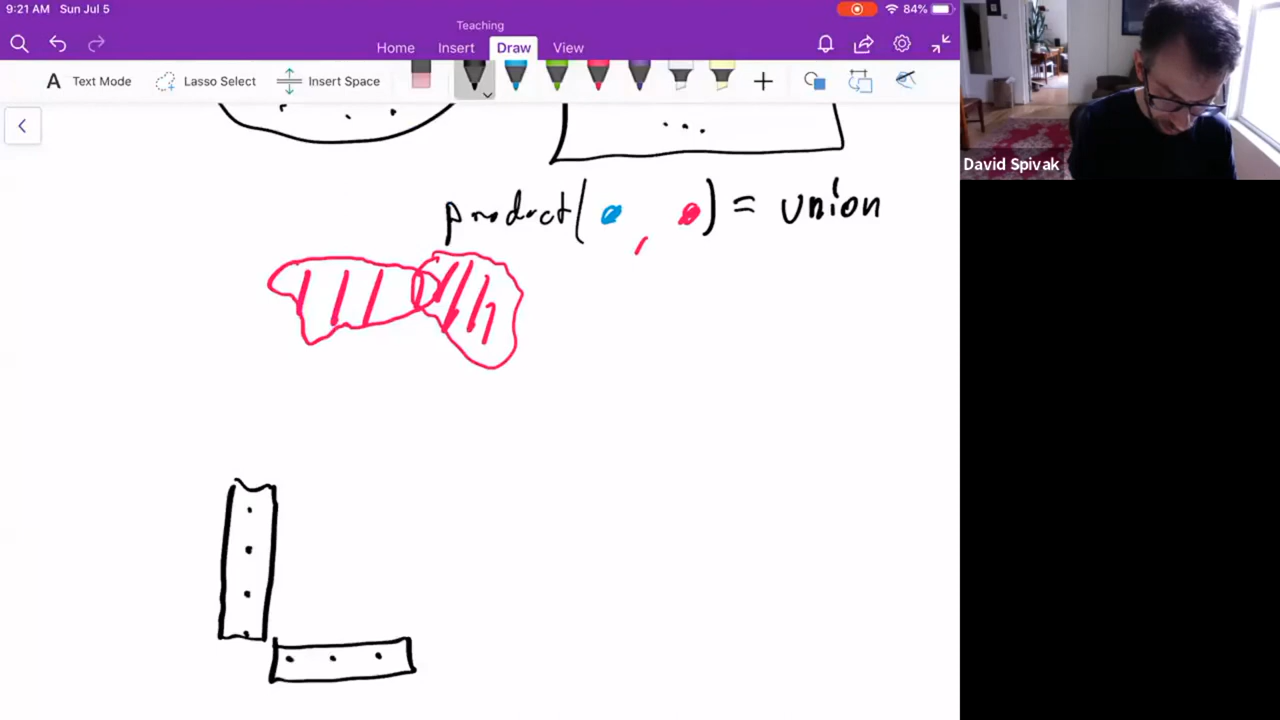 9:21 AM Sun Jul 5
84%
Teaching
Home Insert Draw View
A Text Mode Lasso Select Insert Space
David Spivak
...
product( , ) = union